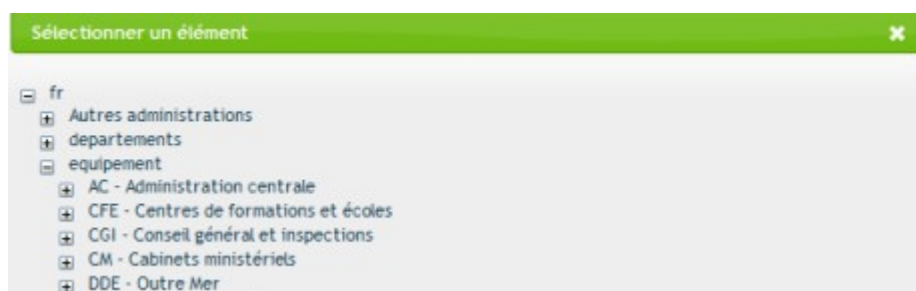 Sélectionner un élément
fr
Autres administrations
departements
equipement
AC - Administration centrale
CFE - Centres de formations et écoles
CGI - Conseil général et inspections
CM - Cabinets ministériels
DDE - Outre Mer